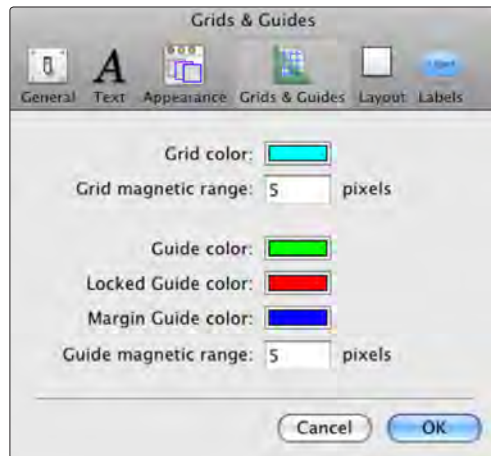 Grids & Guides
General Text Appearance Grids & Guides Layout Labels
Grid color:
Grid magnetic range: 5 pixels
Guide color:
Locked Guide color:
Margin Guide color:
Guide magnetic range: 5 pixels
Cancel OK